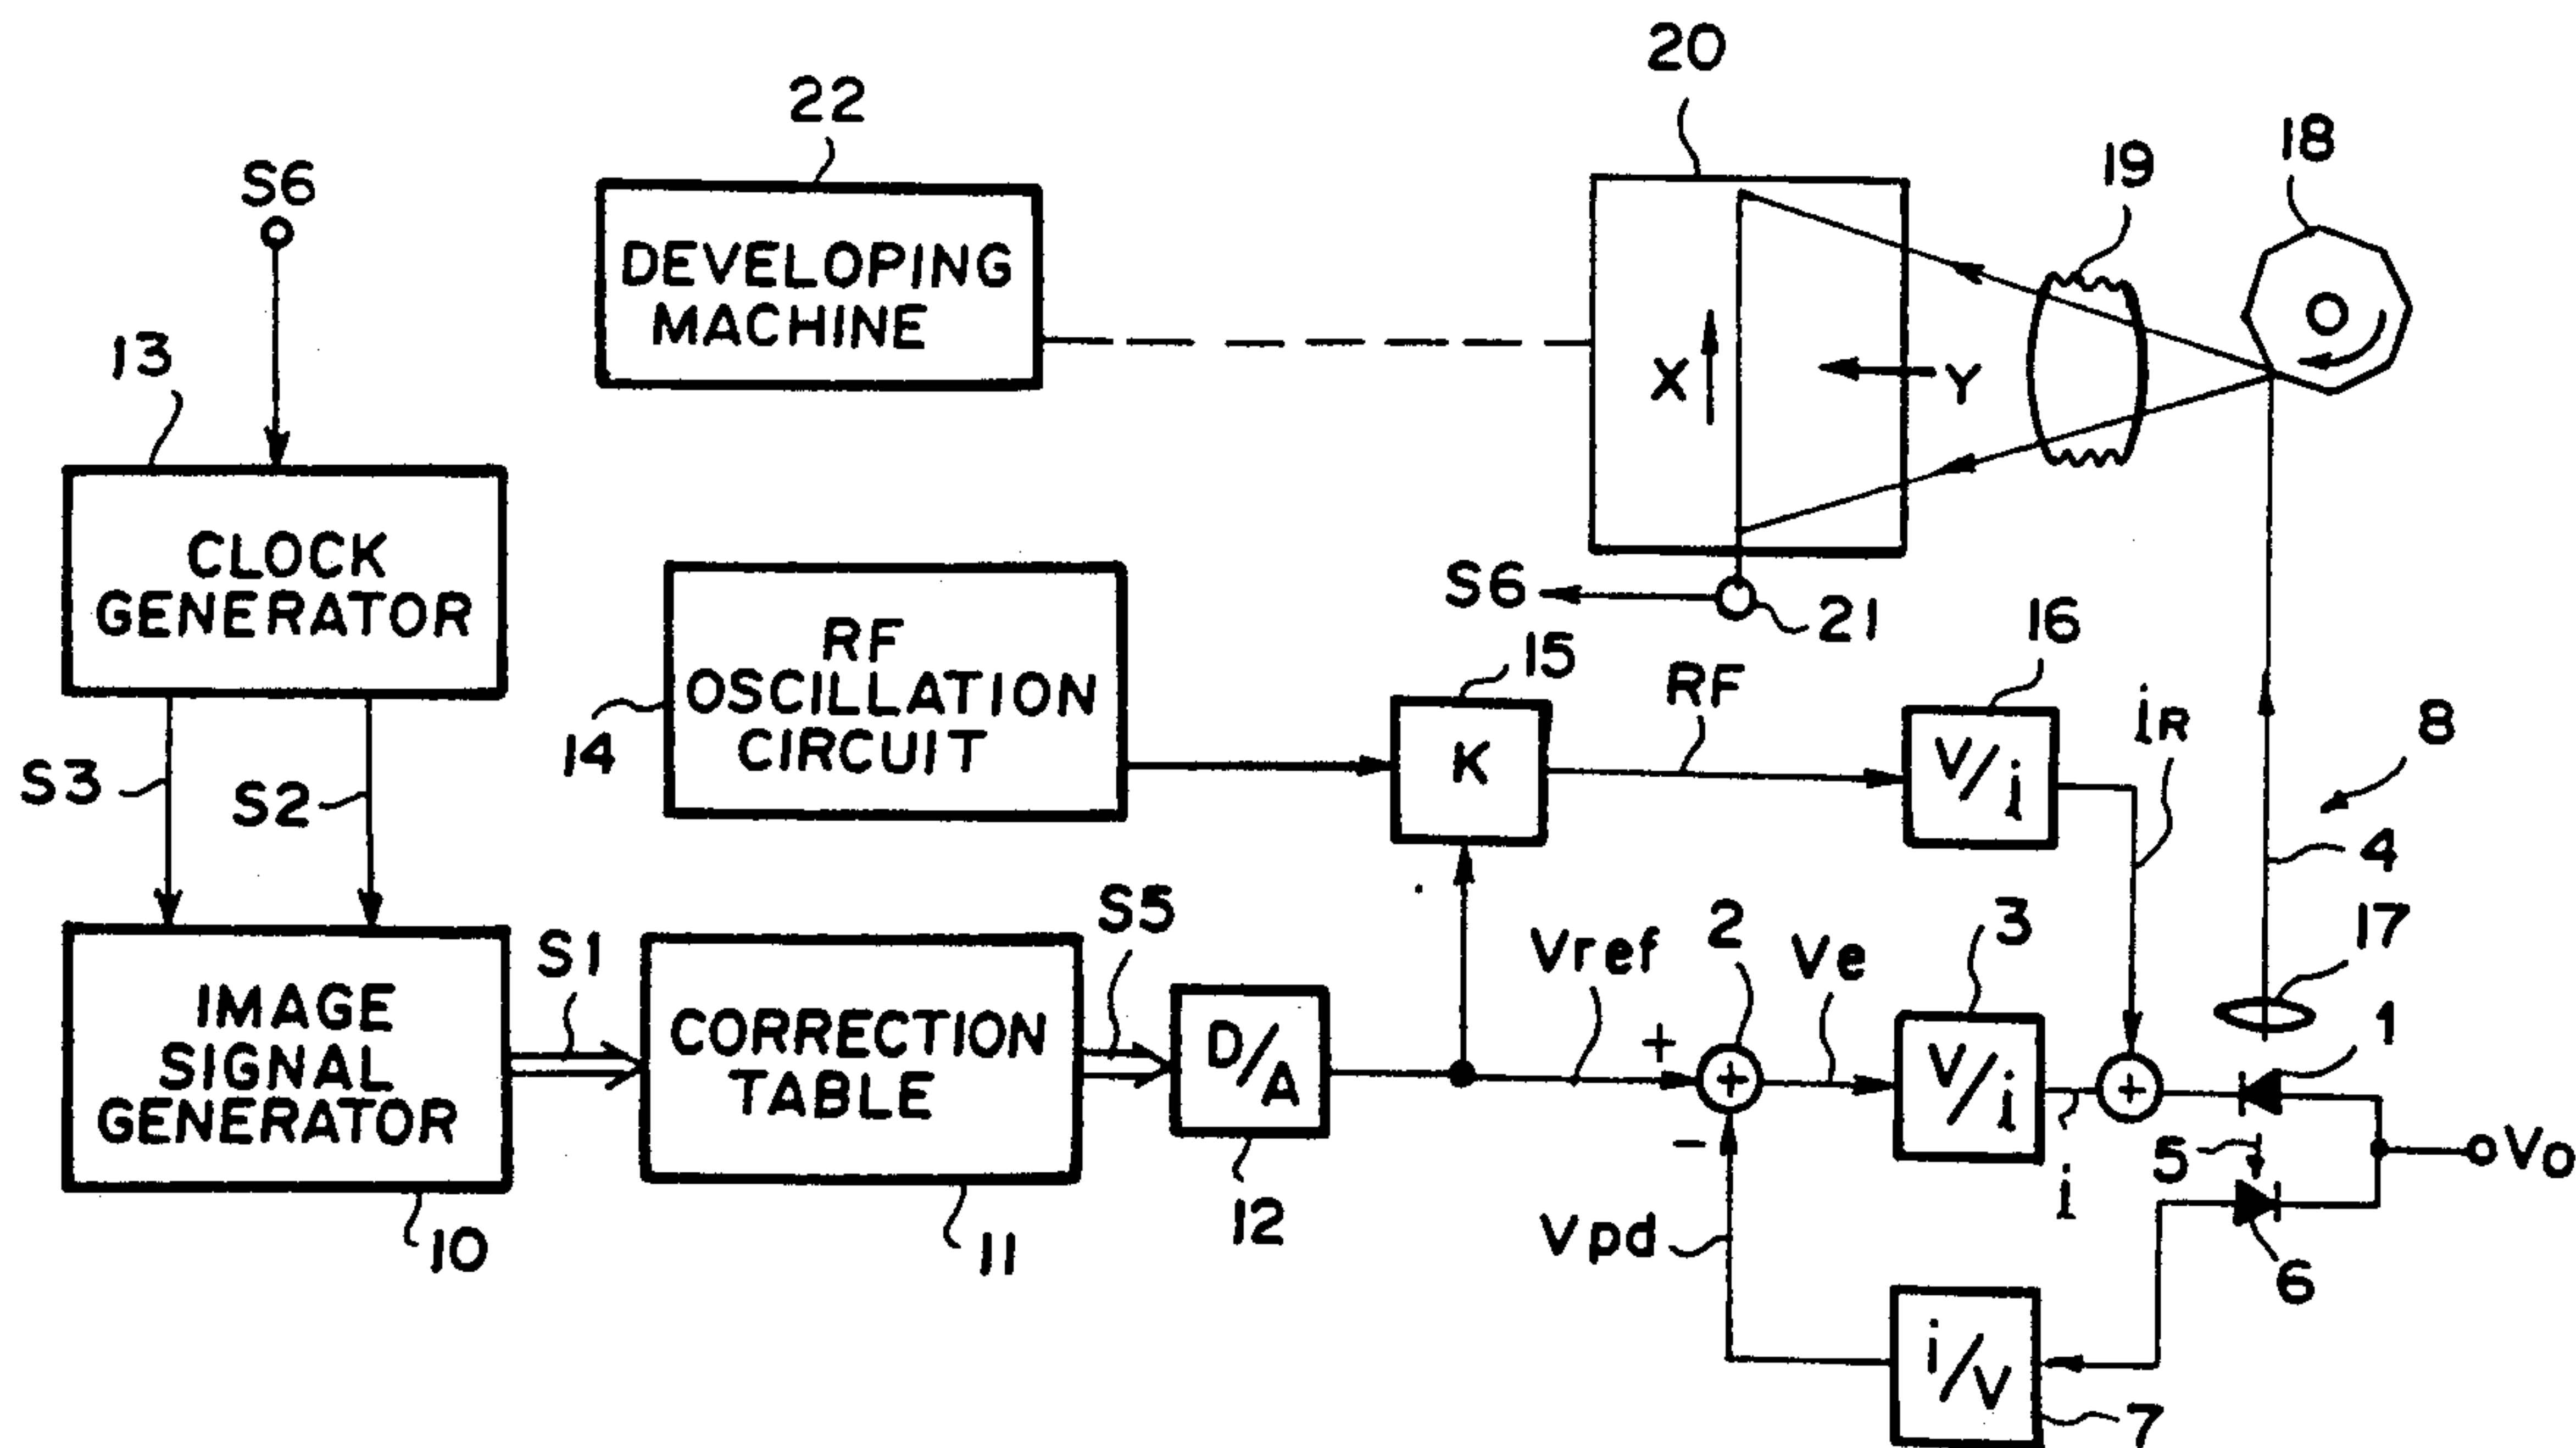 20
22
18
S6
19
DEVELOPING
MACHINE
13
X
Y
CLOCK
GENERATOR
S6
21
16
RF
OSCILLATION
CIRCUIT
15
RF
iR
14
K
V/i
8
S3
S2
4
S1
S5
Vref
2
Ve
3
17
IMAGE
SIGNAL
GENERATOR
CORRECTION
TABLE
D/A
+
+
V/i
+
1
−
i
5
Vo
10
11
12
Vpd
6
i/V
7